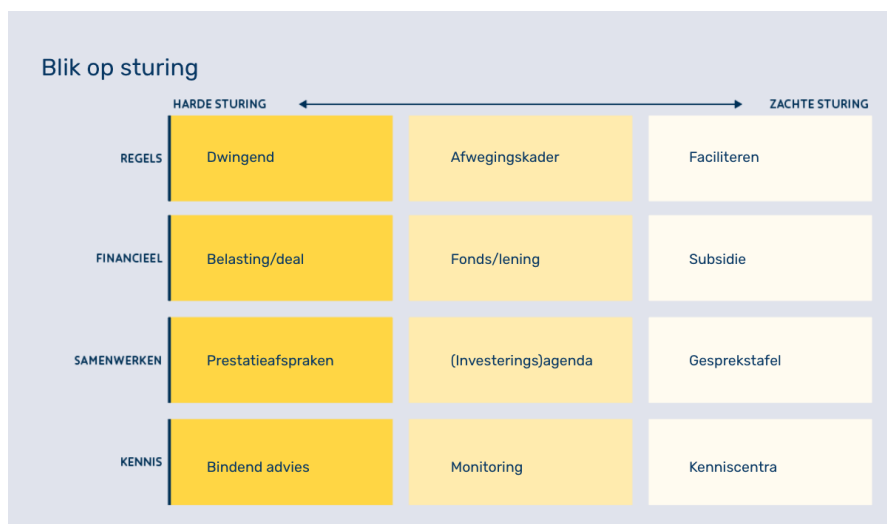 Blik op sturing
HARDE STURING ZACHTE STURING
REGELS Dwingend Afwegingskader Faciliteren
FINANCIEEL Belasting/deal Fonds/lening Subsidie
SAMENWERKEN Prestatieafspraken (Investerings)agenda Gesprekstafel
KENNIS Bindend advies Monitoring Kenniscentra